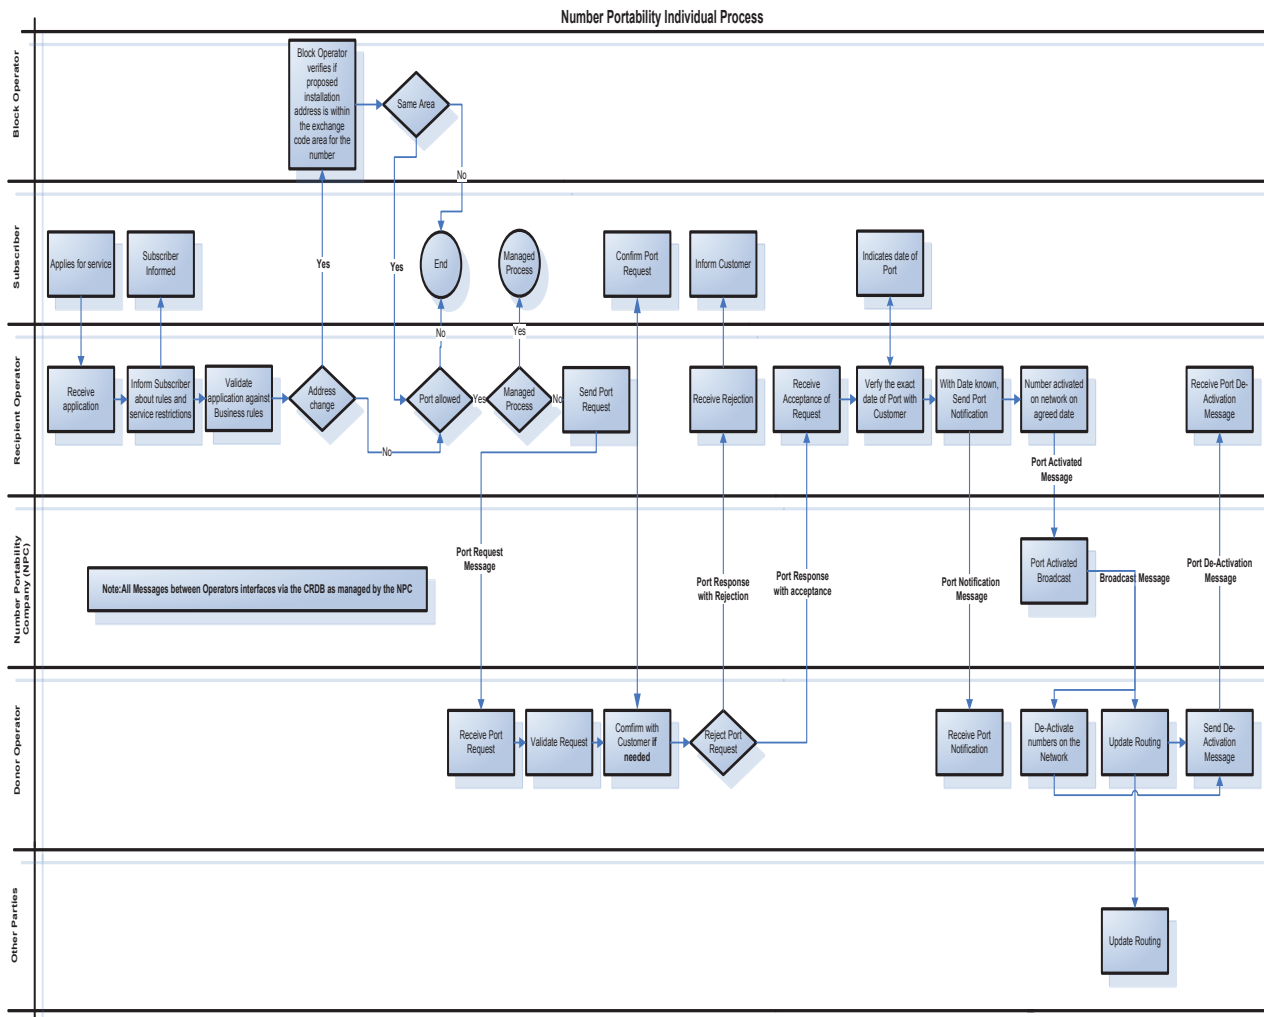 Number Portability Individual Process
Block Operator
Block Operator
verifies if
proposed
installation
address is within
the exchange
code area for the
number
Same Area
No
Subscriber
Applies for service
Subscriber
Informed
Yes
Yes
End
Managed
Process
Confirm Port
Request
Inform Customer
Indicates date of
Port
No
Yes
Recipient Operator
Receive
application
Inform Subscriber
about rules and
service restrictions
Validate
application against
Business rules
Address
change
No
Port allowed
Yes
Managed
Process
No
Send Port
Request
Receive Rejection
Receive
Acceptance of
Request
Verfy the exact
date of Port with
Customer
With Date known,
Send Port
Notification
Number activated
on network on
agreed date
Receive Port De-
Activation
Message
Port Activated
Message
Number Portability
Company (NPC)
Note:All Messages between Operators interfaces via the CRDB as managed by the NPC
Port Request
Message
Port Response
with Rejection
Port Response
with acceptance
Port Notification
Message
Port Activated
Broadcast
Broadcast Message
Port De-Activation
Message
Donor Operator
Receive Port
Request
Validate Request
Comfirm with
Customer if
needed
Reject Port
Request
Receive Port
Notification
De-Activate
numbers on the
Network
Update Routing
Send De-
Activation
Message
Other Parties
Update Routing